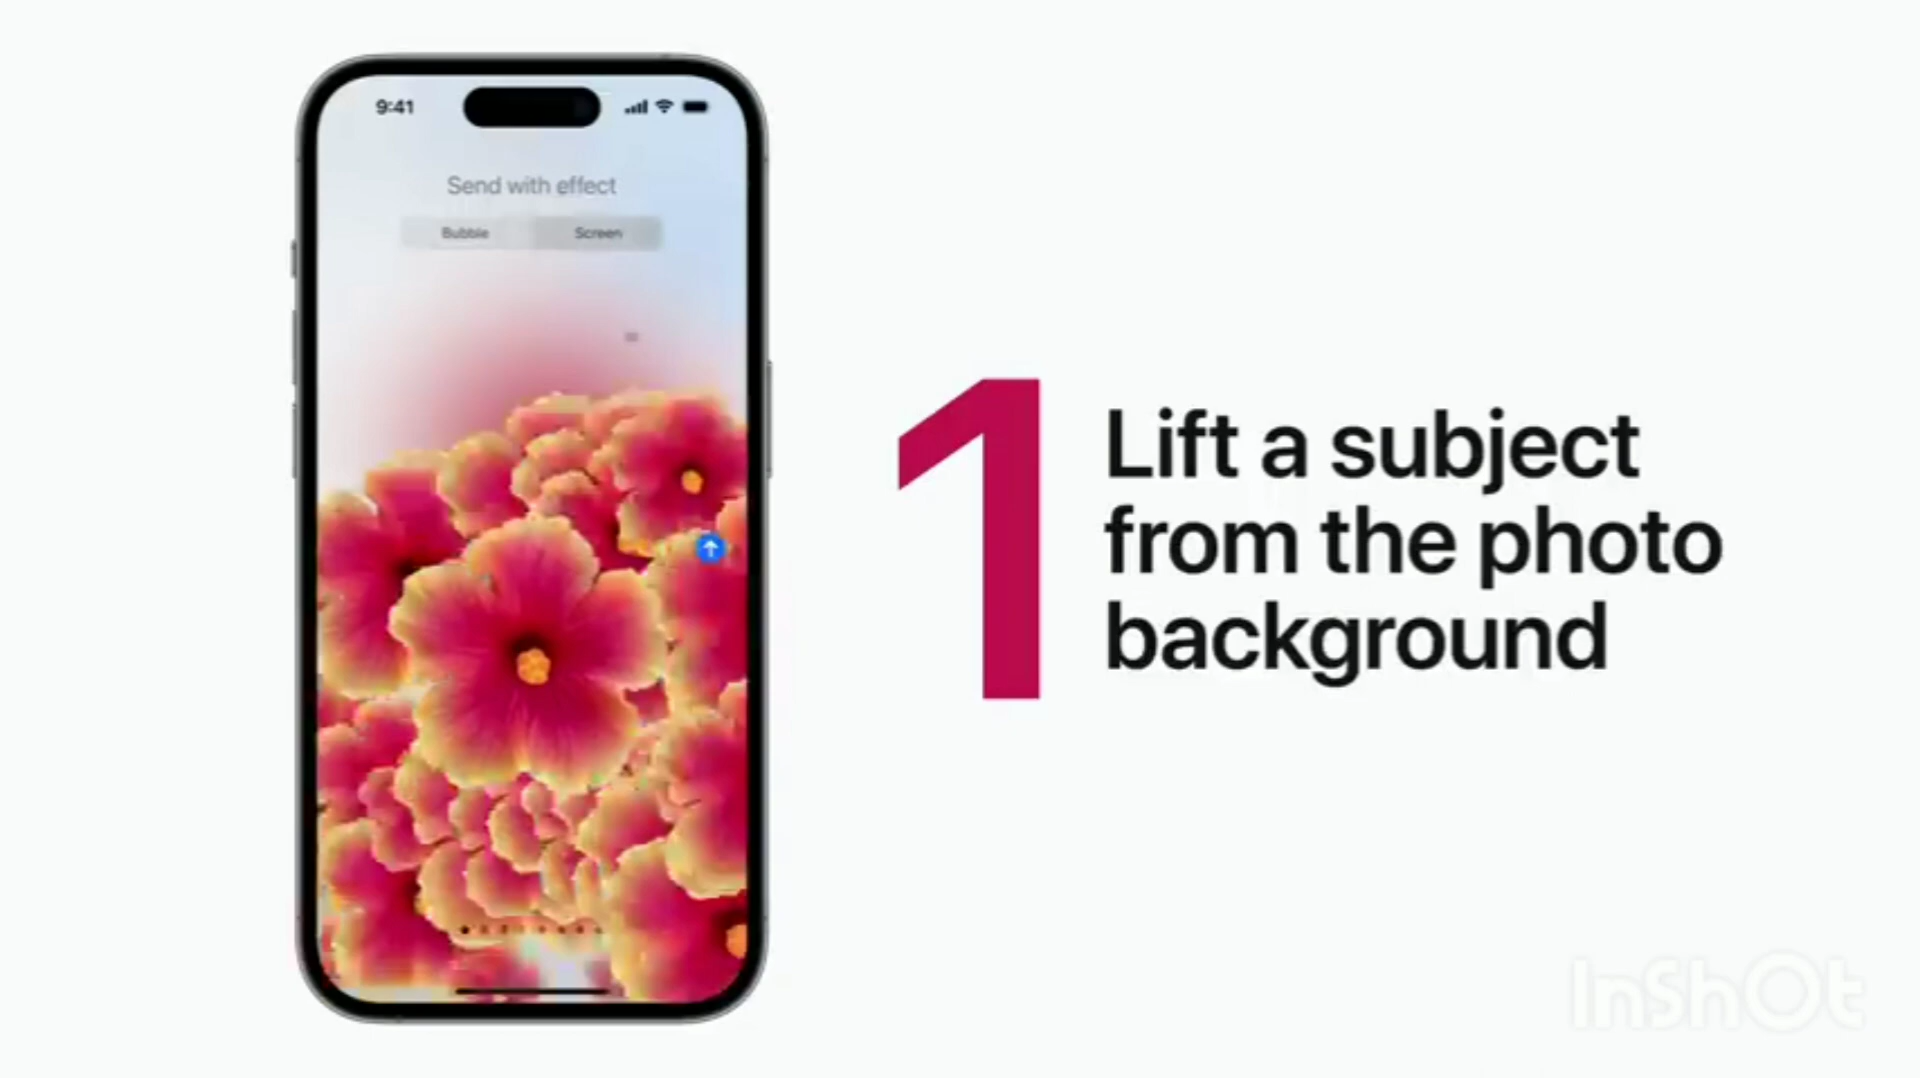 9:41
Send with effect
Bubble
Screen
1
Lift a subject
from the photo
background
InShOt